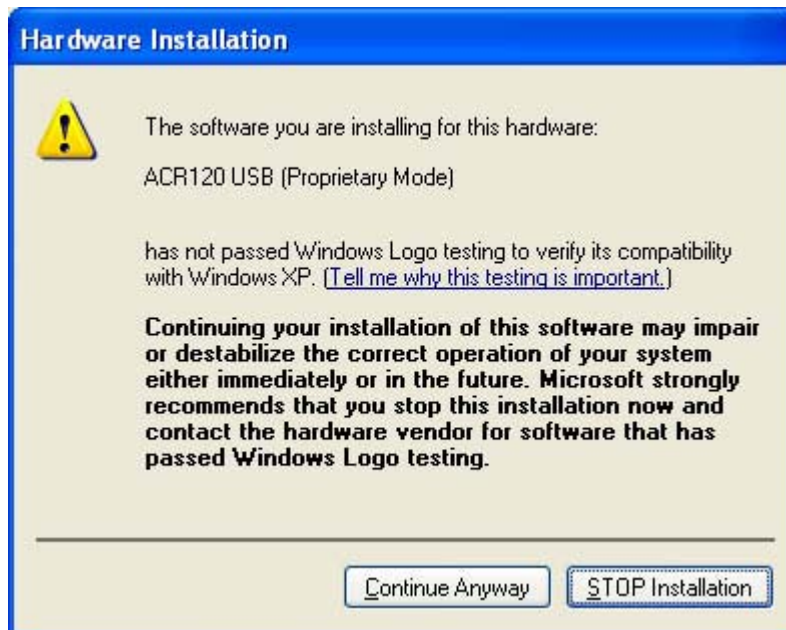 Hardware Installation
The software you are installing for this hardware:
ACR120 USB (Proprietary Mode)
has not passed Windows Logo testing to verify its compatibility
with Windows XP. (Tell me why this testing is important.)
Continuing your installation of this software may impair
or destabilize the correct operation of your system
either immediately or in the future. Microsoft strongly
recommends that you stop this installation now and
contact the hardware vendor for software that has
passed Windows Logo testing.
Continue Anyway STOP Installation